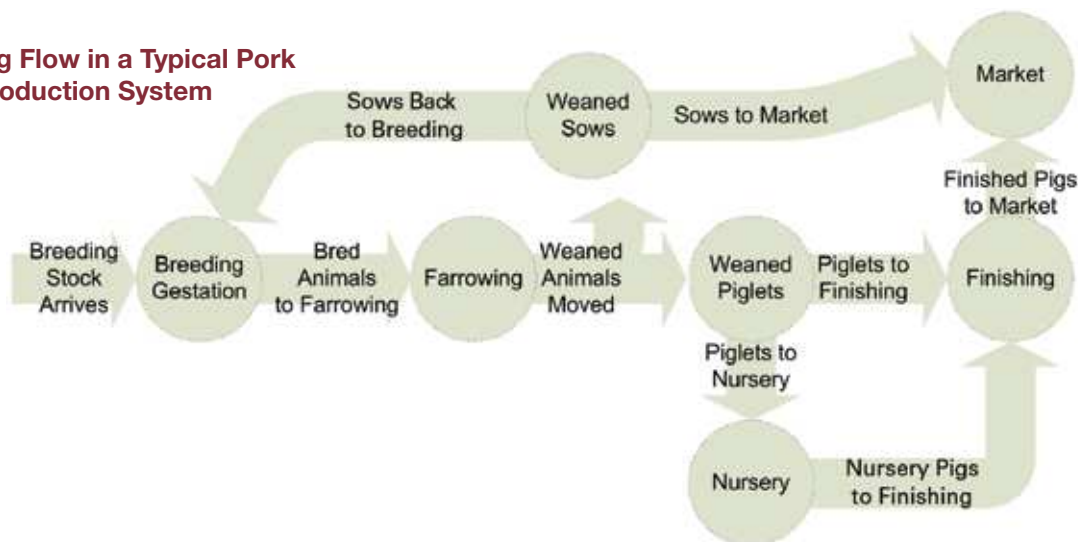 g Flow in a Typical Pork
oduction System
Market
Sows Back
to Breeding
Weaned
Sows
Sows to Market
Finished Pigs
to Market
Breeding
Stock
Arrives
Breeding
Gestation
Bred
Animals
to Farrowing
Farrowing
Weaned
Animals
Moved
Weaned
Piglets
Piglets to
Finishing
Finishing
Piglets to
Nursery
Nursery
Nursery Pigs
to Finishing